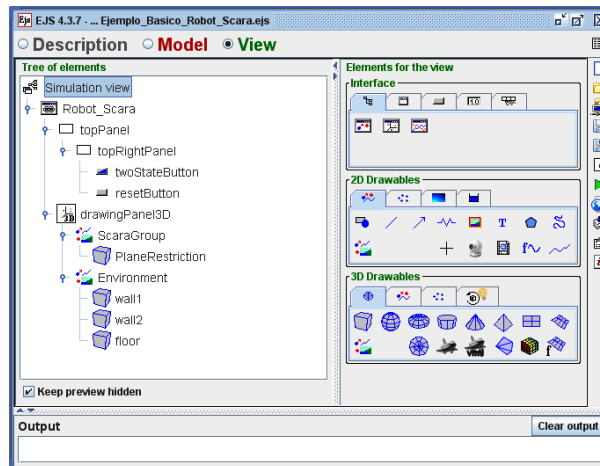 Ejs EJS 4.3.7 - ... Ejemplo_Basico_Robot_Scara.ejs
Description Model View
Tree of elements
Simulation view
Robot_Scara
topPanel
topRightPanel
twoStateButton
resetButton
3D drawingPanel3D
ScaraGroup
PlaneRestriction
Environment
wall1
wall2
floor
Keep preview hidden
Elements for the view
Interface
2D Drawables
T
3D Drawables
Output
Clear output